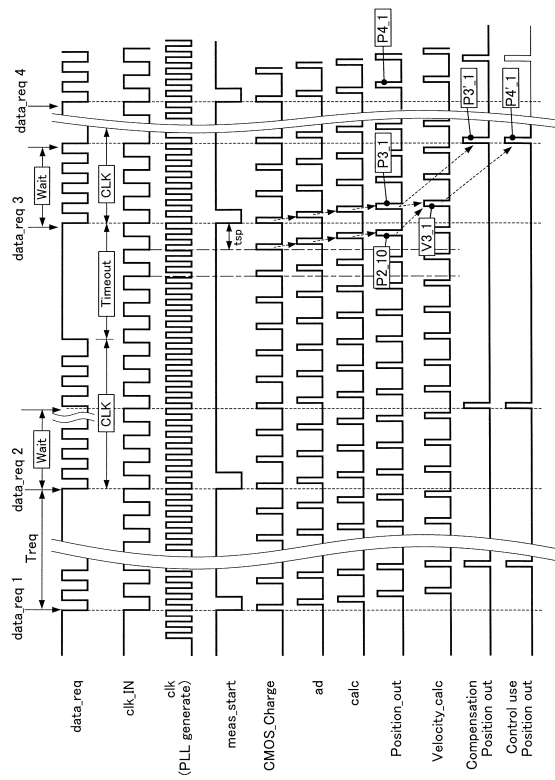 data_req 1
data_req 2
data_req 3
data_req 4
Treq
Wait
Wait
CLK
Timeout
CLK
data_req
clk_IN
clk
(PLL generate)
meas_start
tsp
CMOS_Charge
ad
calc
Position_out
P2_10
P3_1
P4_1
Velocity_calc
V3_1
Compensation
Position out
P3'_1
Control use
Position out
P4'_1